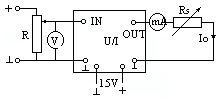 + IN OUT mA Rs
R V U/I Io
⊥ ⊥ 15V ⊥
⊥ +